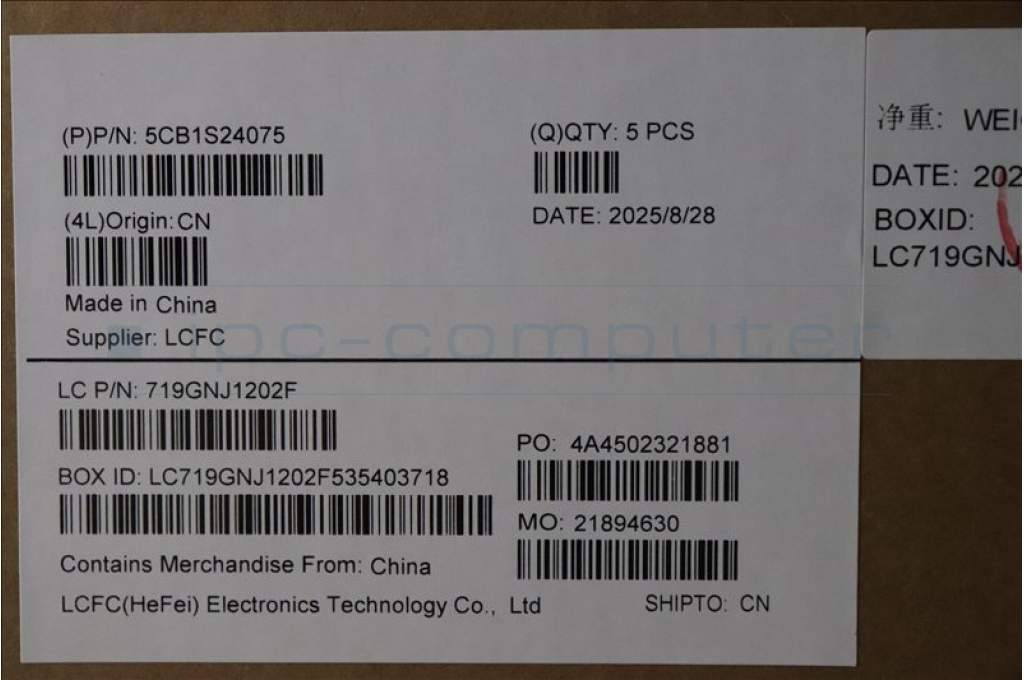 (P)P/N: 5CB1S24075
(Q)QTY: 5 PCS
(4L)Origin: CN
DATE: 2025/8/28
Made in China
Supplier: LCFC
LC P/N: 719GNJ1202F
PO: 4A4502321881
BOX ID: LC719GNJ1202F535403718
MO: 21894630
Contains Merchandise From: China
LCFC(HeFei) Electronics Technology Co., Ltd
SHIPTO: CN
净重: WEI
DATE: 202
BOXID:
LC719GNJ
ipc-computer